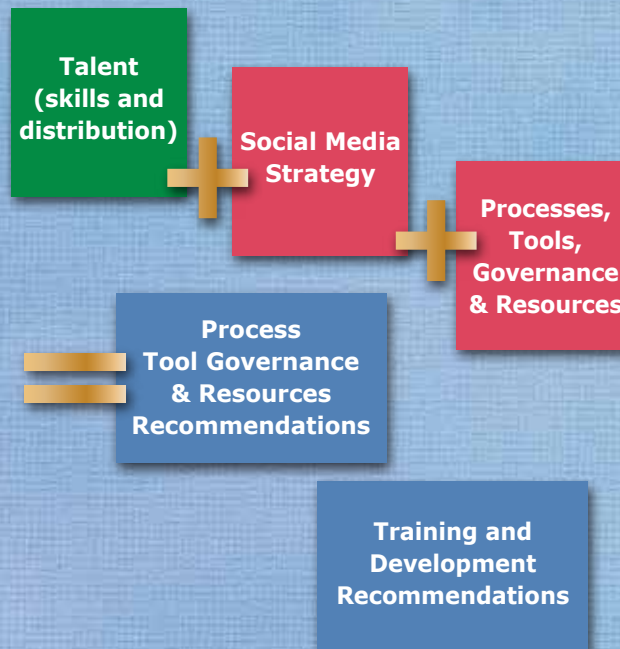 Talent
(skills and
distribution)
Social Media
Strategy
Processes,
Tools,
Governance
& Resources
Process
Tool Governance
& Resources
Recommendations
Training and
Development
Recommendations